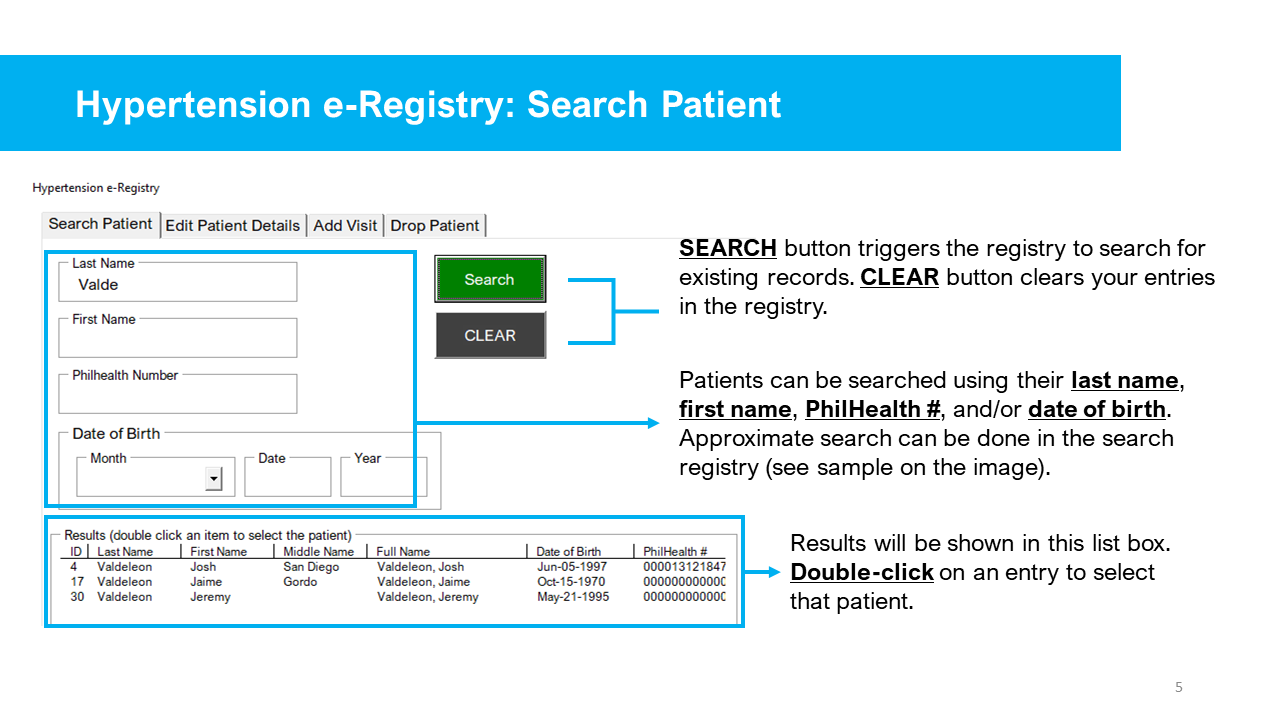 Hypertension e-Registry: Search Patient
Hypertension e-Registry
Search Patient Edit Patient Details Add Visit Drop Patient
Last Name
Valde
First Name
Philhealth Number
Date of Birth
Month Date Year
Search
CLEAR
SEARCH button triggers the registry to search for
existing records. CLEAR button clears your entries
in the registry.
Patients can be searched using their last name,
first name, PhilHealth #, and/or date of birth.
Approximate search can be done in the search
registry (see sample on the image).
Results (double click an item to select the patient)
ID Last Name First Name Middle Name Full Name Date of Birth PhilHealth #
4 Valdeleon Josh San Diego Valdeleon, Josh Jun-05-1997 000013121847
17 Valdeleon Jaime Gordo Valdeleon, Jaime Oct-15-1970 00000000000
30 Valdeleon Jeremy Valdeleon, Jeremy May-21-1995 00000000000
Results will be shown in this list box.
Double-click on an entry to select
that patient.
5